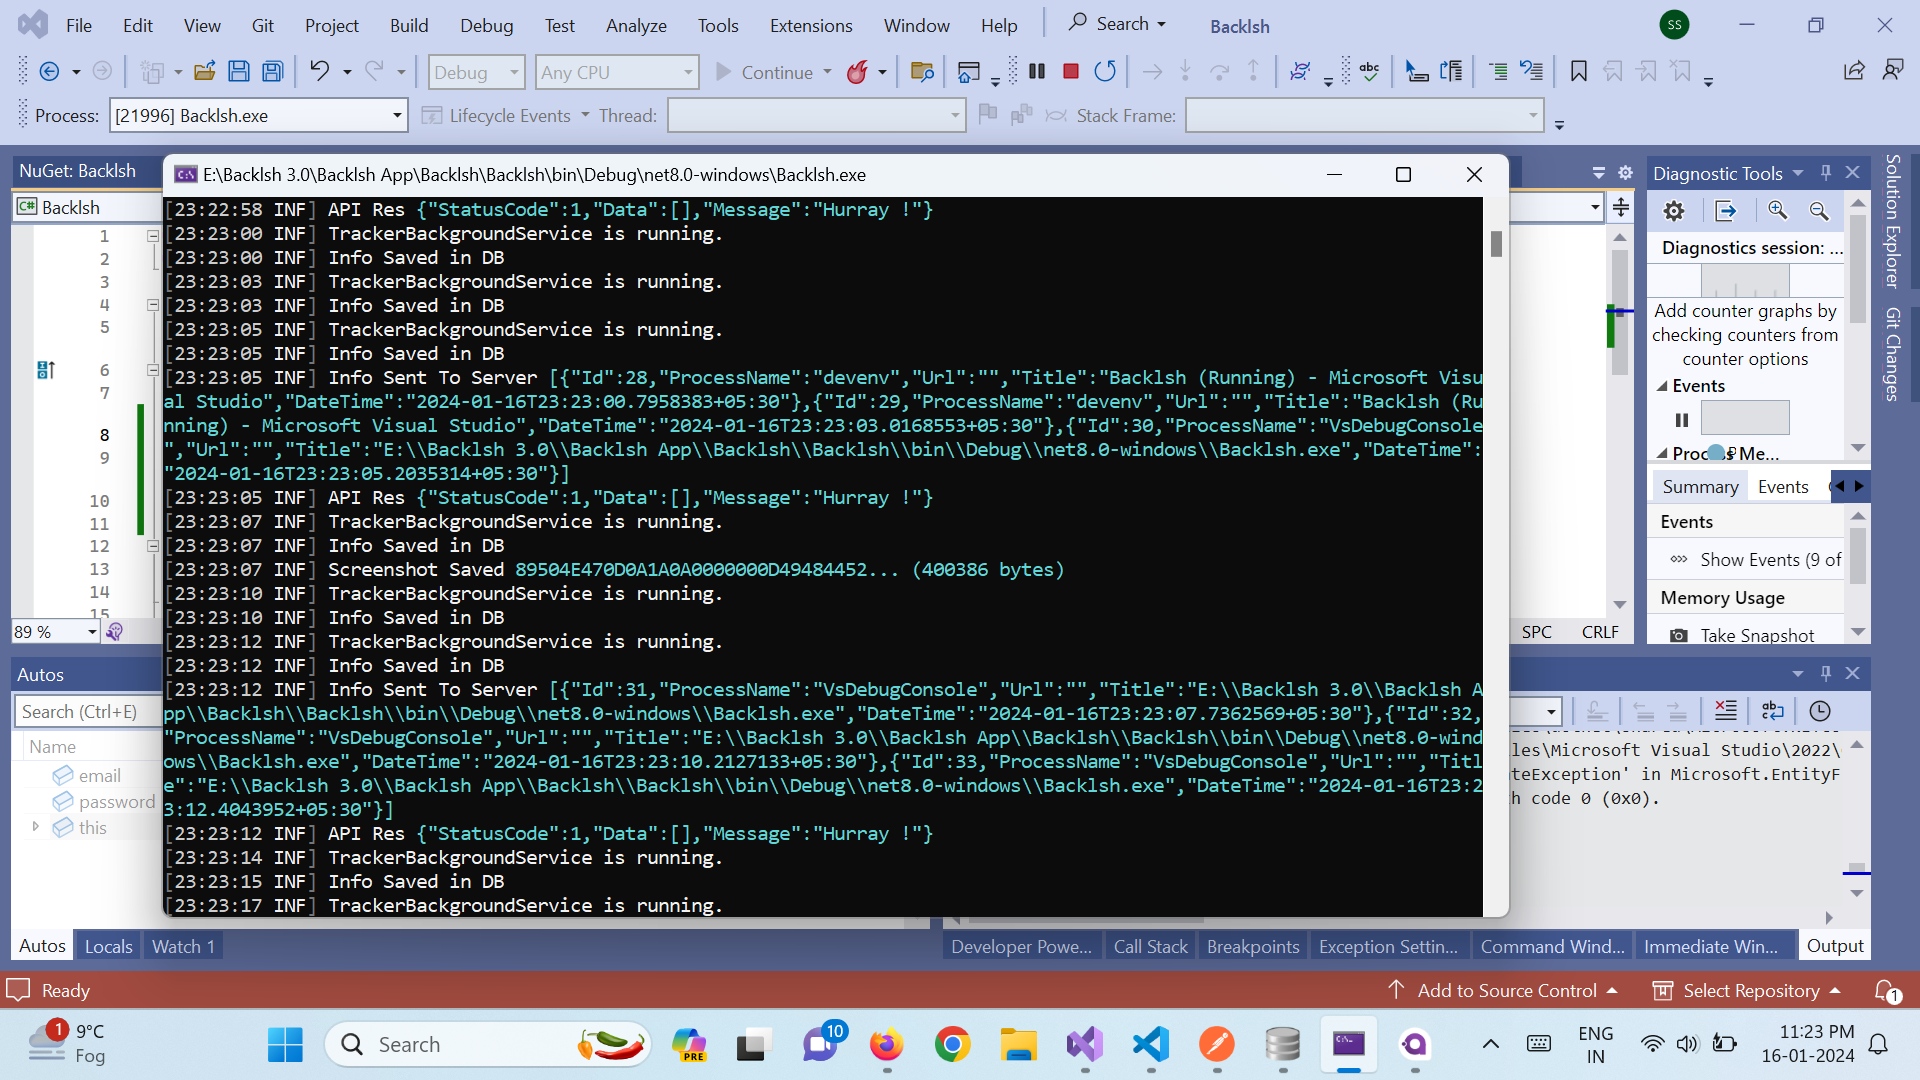 File Edit View Git Project Build Debug Test Analyze Tools Extensions Window Help Search Backlsh SS
Debug Any CPU Continue
Process: [21996] Backlsh.exe Lifecycle Events Thread: Stack Frame:
NuGet: Backlsh
C# Backlsh
1
2
3
4
5
6
7
8
9
10
11
12
13
14
15
89 %
E:\Backlsh 3.0\Backlsh App\Backlsh\Backlsh\bin\Debug\net8.0-windows\Backlsh.exe
[23:22:58 INF] API Res {"StatusCode":1,"Data":[],"Message":"Hurray !"}
[23:23:00 INF] TrackerBackgroundService is running.
[23:23:00 INF] Info Saved in DB
[23:23:03 INF] TrackerBackgroundService is running.
[23:23:03 INF] Info Saved in DB
[23:23:05 INF] TrackerBackgroundService is running.
[23:23:05 INF] Info Saved in DB
[23:23:05 INF] Info Sent To Server [{"Id":28,"ProcessName":"devenv","Url":"","Title":"Backlsh (Running) - Microsoft Visu
al Studio","DateTime":"2024-01-16T23:23:00.7958383+05:30"},{"Id":29,"ProcessName":"devenv","Url":"","Title":"Backlsh (Ru
nning) - Microsoft Visual Studio","DateTime":"2024-01-16T23:23:03.0168553+05:30"},{"Id":30,"ProcessName":"VsDebugConsole
","Url":"","Title":"E:\\Backlsh 3.0\\Backlsh App\\Backlsh\\Backlsh\\bin\\Debug\\net8.0-windows\\Backlsh.exe","DateTime":
"2024-01-16T23:23:05.2035314+05:30"}]
[23:23:05 INF] API Res {"StatusCode":1,"Data":[],"Message":"Hurray !"}
[23:23:07 INF] TrackerBackgroundService is running.
[23:23:07 INF] Info Saved in DB
[23:23:07 INF] Screenshot Saved 89504E470D0A1A0A0000000D49484452... (400386 bytes)
[23:23:10 INF] TrackerBackgroundService is running.
[23:23:10 INF] Info Saved in DB
[23:23:12 INF] TrackerBackgroundService is running.
[23:23:12 INF] Info Saved in DB
[23:23:12 INF] Info Sent To Server [{"Id":31,"ProcessName":"VsDebugConsole","Url":"","Title":"E:\\Backlsh 3.0\\Backlsh A
pp\\Backlsh\\Backlsh\\bin\\Debug\\net8.0-windows\\Backlsh.exe","DateTime":"2024-01-16T23:23:07.7362569+05:30"},{"Id":32,
"ProcessName":"VsDebugConsole","Url":"","Title":"E:\\Backlsh 3.0\\Backlsh App\\Backlsh\\Backlsh\\bin\\Debug\\net8.0-wind
ows\\Backlsh.exe","DateTime":"2024-01-16T23:23:10.2127133+05:30"},{"Id":33,"ProcessName":"VsDebugConsole","Url":"","Titl
e":"E:\\Backlsh 3.0\\Backlsh App\\Backlsh\\Backlsh\\bin\\Debug\\net8.0-windows\\Backlsh.exe","DateTime":"2024-01-16T23:2
3:12.4043952+05:30"}]
[23:23:12 INF] API Res {"StatusCode":1,"Data":[],"Message":"Hurray !"}
[23:23:14 INF] TrackerBackgroundService is running.
[23:23:15 INF] Info Saved in DB
[23:23:17 INF] TrackerBackgroundService is running.
SPC CRLF
Diagnostic Tools
Diagnostics session: ...
Add counter graphs by
checking counters from
counter options
Events
Process Me...
Summary Events
Events
Show Events (9 of
Memory Usage
Take Snapshot
Solution Explorer
Git Changes
Autos
Search (Ctrl+E)
Name
email
password
this
iles\Microsoft Visual Studio\2022\
ateException' in Microsoft.EntityF
h code 0 (0x0).
Autos Locals Watch 1
Developer Powe... Call Stack Breakpoints Exception Settin... Command Wind... Immediate Win... Output
Ready Add to Source Control Select Repository 1
1 9°C
Fog
Search
PRE
10
ENG
IN
11:23 PM
16-01-2024